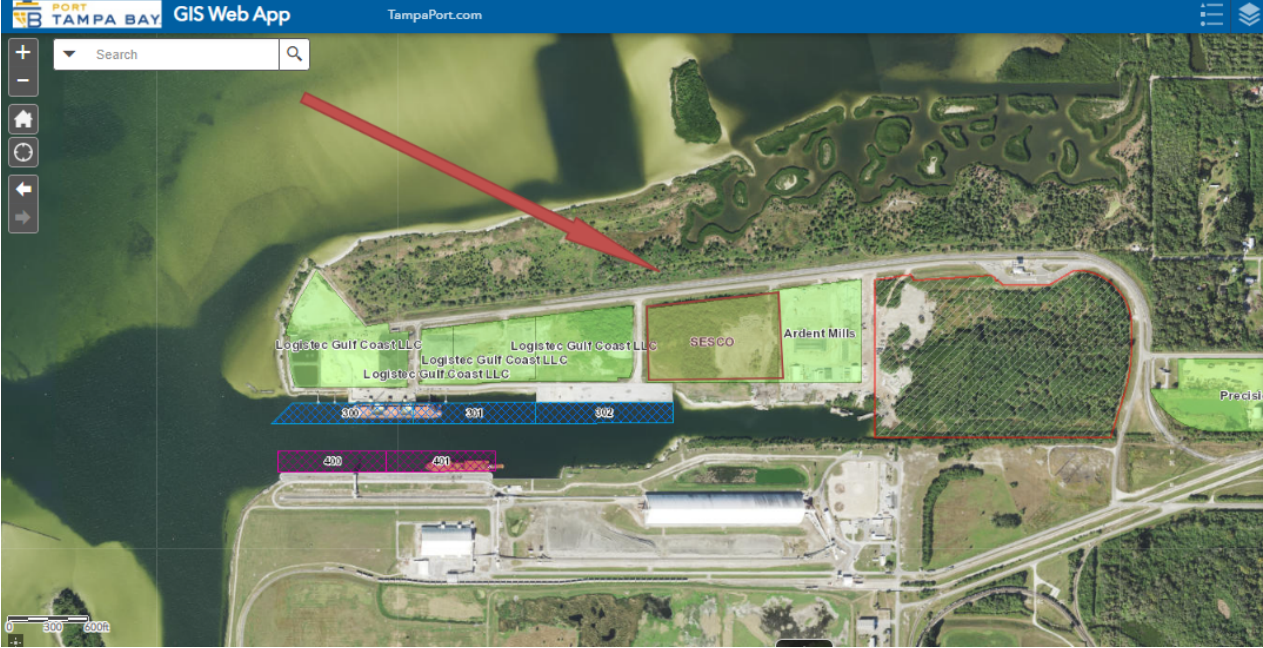 PORT
TAMPA BAY
GIS Web App
TampaPort.com
Search
Logistec Gulf Coast LLC
Logistec Gulf Coast LLC
Logistec Gulf Coast LLC
Logistec Gulf Coast LLC
SESCO
Ardent Mills
Precisi
300
301
302
400
401
0 300 600ft